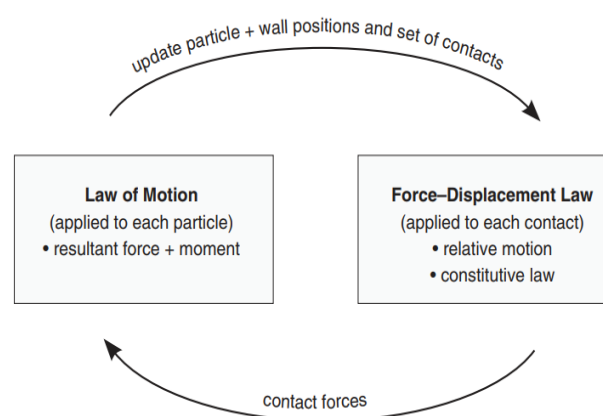 update particle + wall positions and set of contacts
Law of Motion
(applied to each particle)
• resultant force + moment
Force–Displacement Law
(applied to each contact)
• relative motion
• constitutive law
contact forces